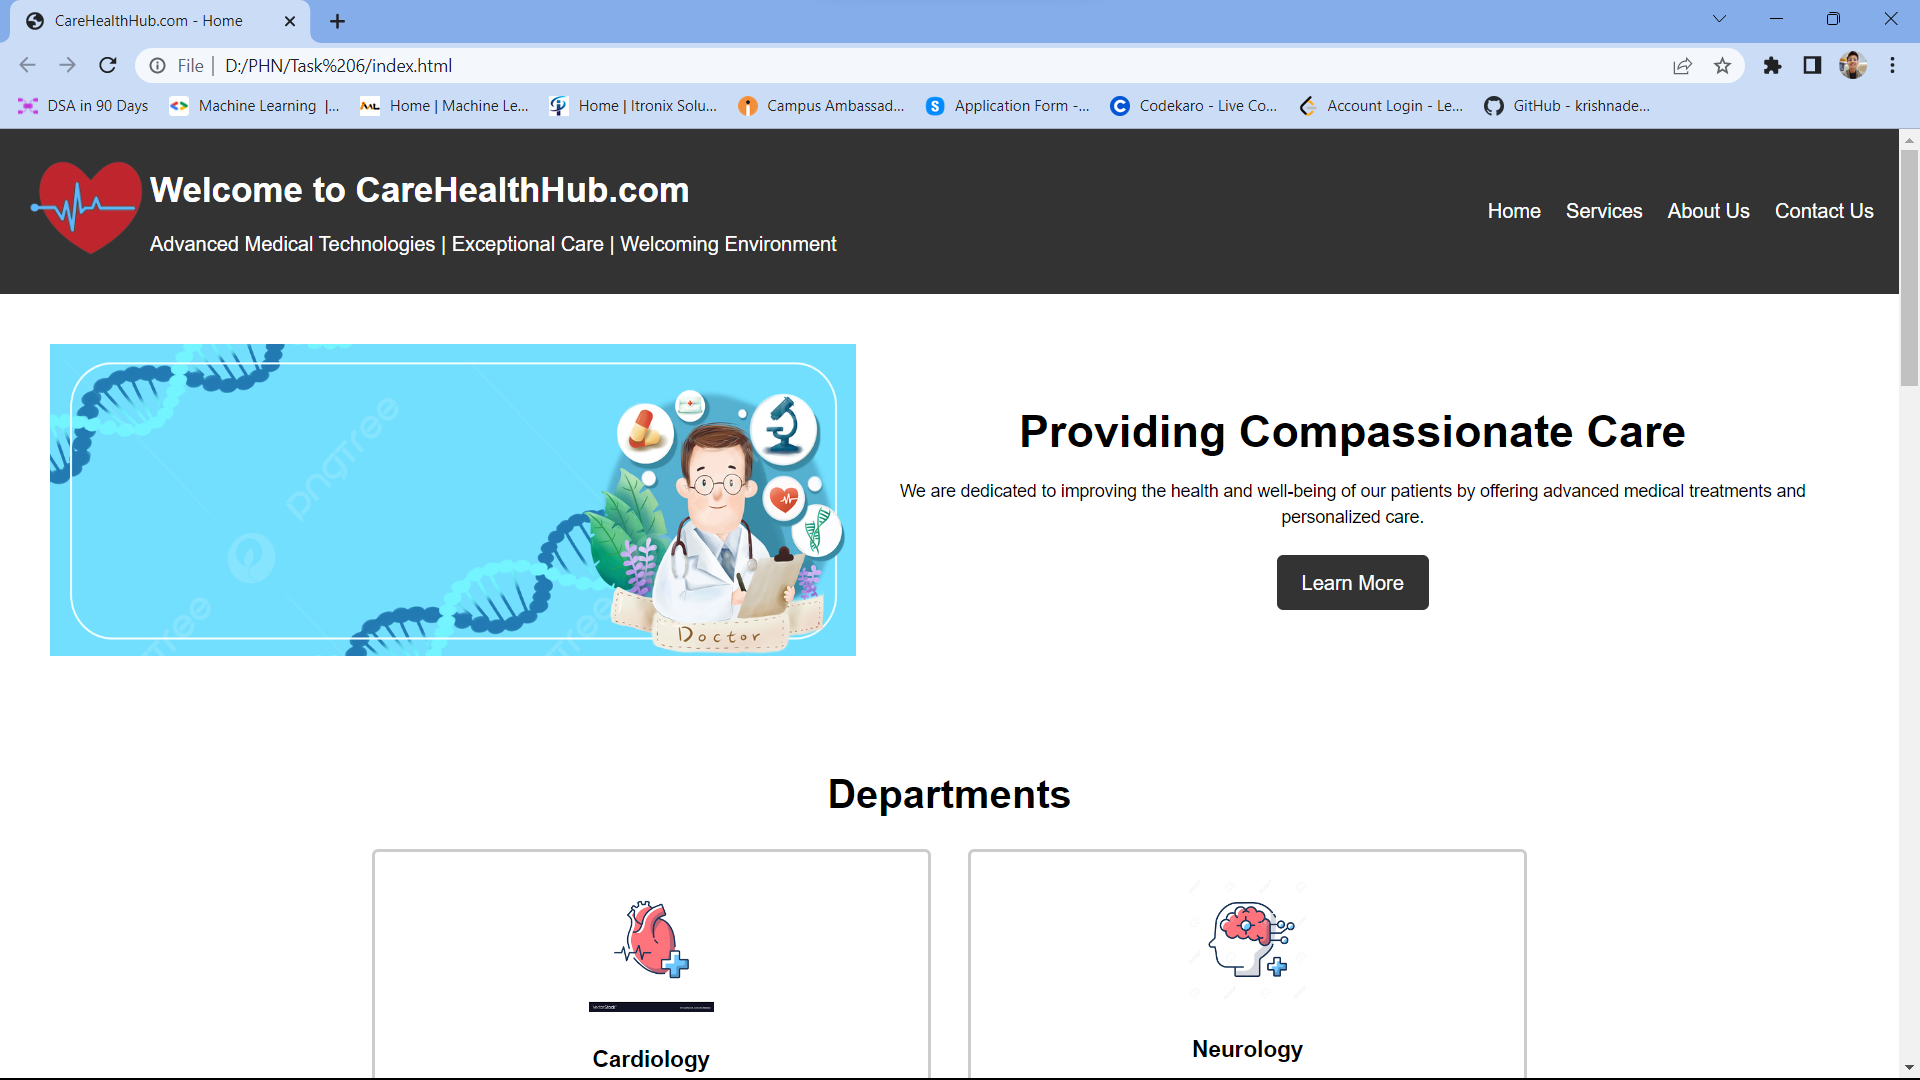 CareHealthHub.com - Home
File | D:/PHN/Task%206/index.html
DSA in 90 Days
Machine Learning |...
Home | Machine Le...
Home | Itronix Solu...
Campus Ambassad...
Application Form -...
Codekaro - Live Co...
Account Login - Le...
GitHub - krishnade...
Welcome to CareHealthHub.com
Advanced Medical Technologies | Exceptional Care | Welcoming Environment
Home Services About Us Contact Us
pngtree
Doctor
Providing Compassionate Care
We are dedicated to improving the health and well-being of our patients by offering advanced medical treatments and
personalized care.
Learn More
Departments
VectorStock
Cardiology
Neurology